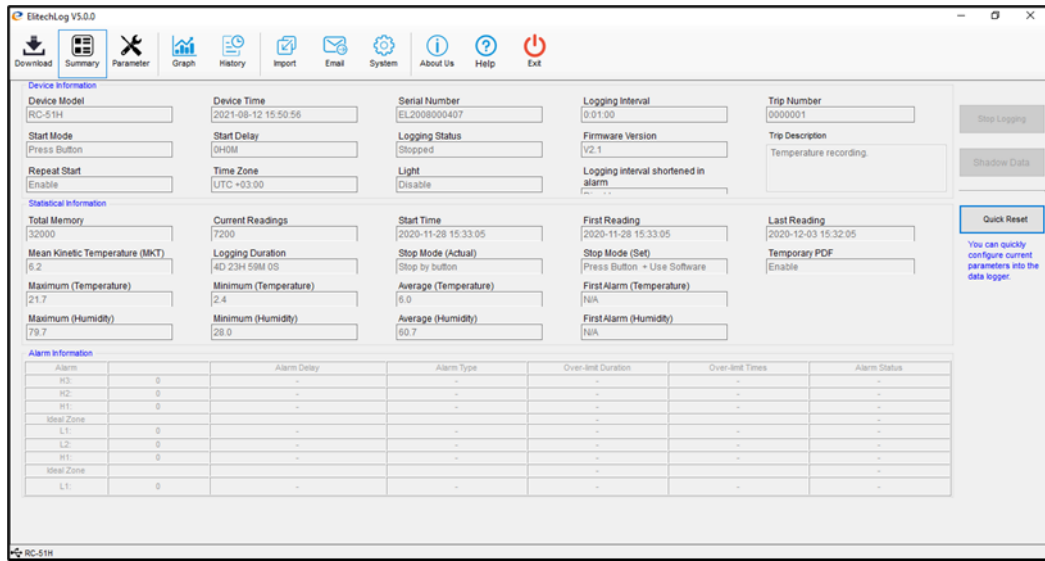 ElitechLog V5.0.0
Download Summary Parameter Graph History Import Email System About Us Help Exit
Device Information
Device Model Device Time Serial Number Logging Interval Trip Number
RC-51H 2021-08-12 15:50:56 EL2008000407 0:01:00 0000001
Stop Logging
Start Mode Start Delay Logging Status Firmware Version Trip Description
Press Button 0H0M Stopped V2.1 Temperature recording.
Shadow Data
Repeat Start Time Zone Light Logging interval shortened in alarm
Enable UTC +03:00 Disable
Statistical Information
Total Memory Current Readings Start Time First Reading Last Reading
32000 7200 2020-11-28 15:33:05 2020-11-28 15:33:05 2020-12-03 15:32:05
Quick Reset
You can quickly
configure current
parameters into the
data logger.
Mean Kinetic Temperature (MKT) Logging Duration Stop Mode (Actual) Stop Mode (Set) Temporary PDF
6.2 4D 23H 59M 0S Stop by button Press Button + Use Software Enable
Maximum (Temperature) Minimum (Temperature) Average (Temperature) First Alarm (Temperature)
21.7 2.4 6.0 N/A
Maximum (Humidity) Minimum (Humidity) Average (Humidity) First Alarm (Humidity)
79.7 28.0 60.7 N/A
Alarm Information
Alarm Alarm Delay Alarm Type Over-limit Duration Over-limit Times Alarm Status
H3: 0 - - - - -
H2: 0 - - - - -
H1: 0 - - - - -
Ideal Zone - -
L1: 0 - - - - -
L2: 0 - - - - -
H1: 0 - - - - -
Ideal Zone - -
L1: 0 - - - - -
RC-51H